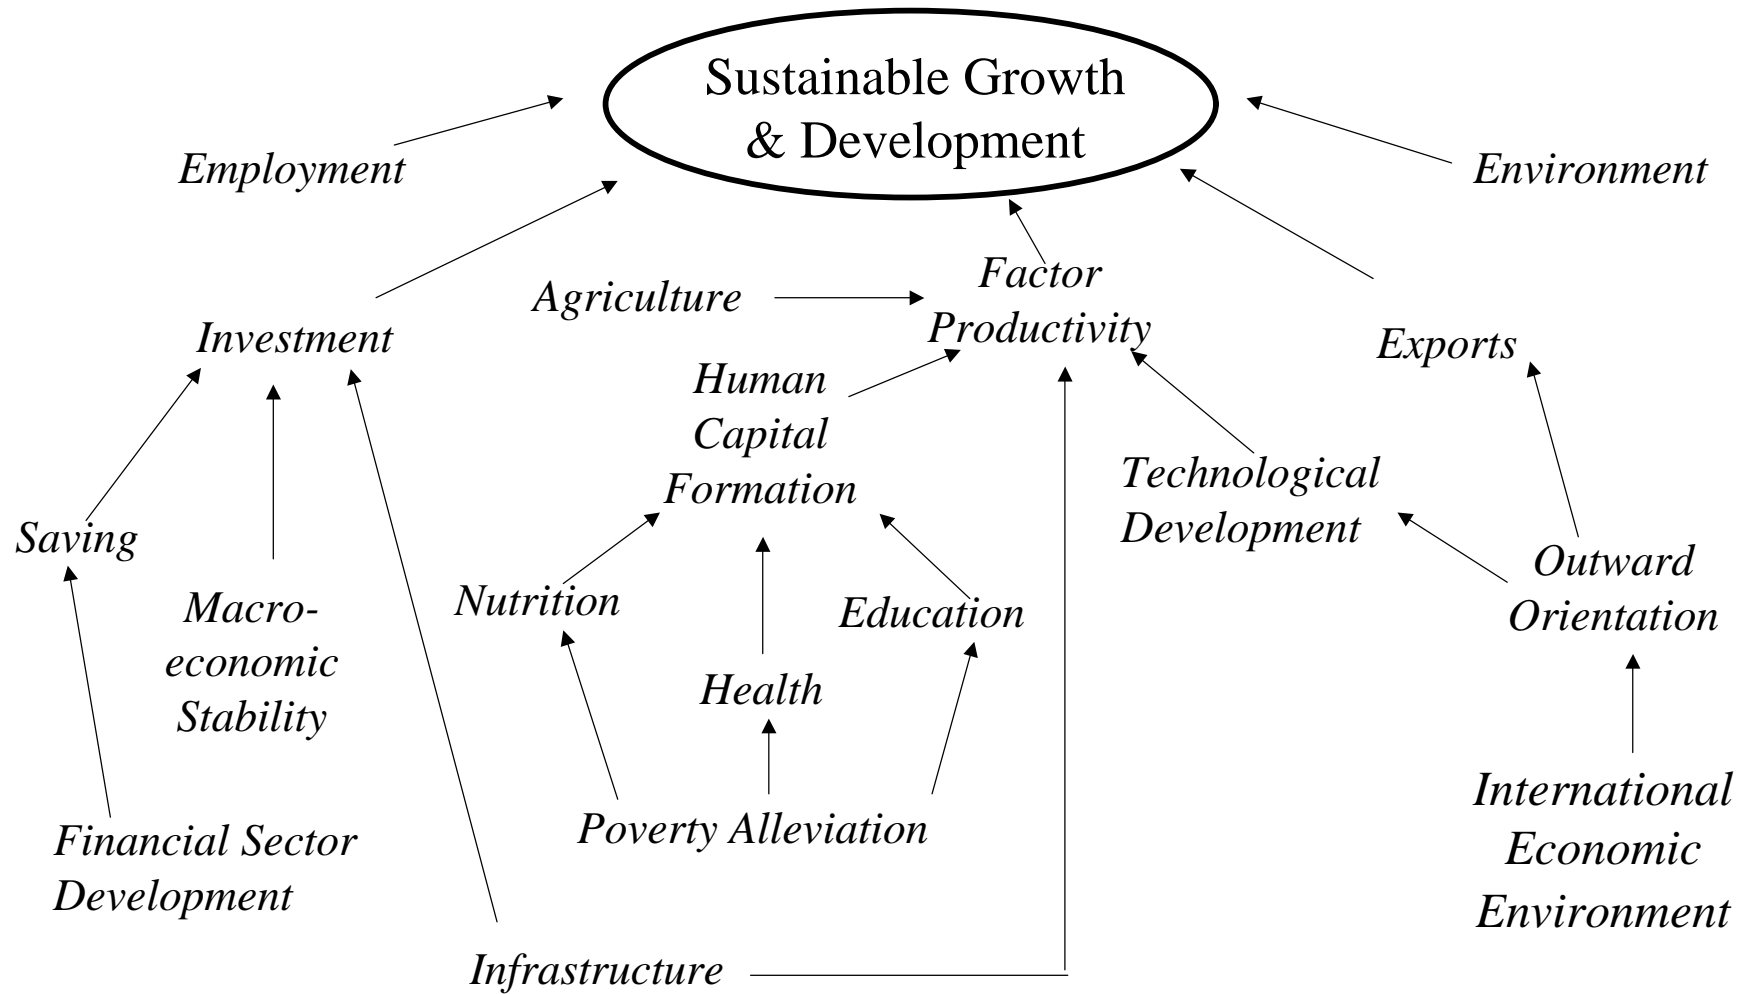 Sustainable Growth
& Development
Employment
Environment
Factor
Productivity
Agriculture
Investment
Exports
Human
Capital
Formation
Technological
Development
Saving
Outward
Orientation
Macro-
economic
Stability
Nutrition
Education
Health
International
Economic
Environment
Poverty Alleviation
Financial Sector
Development
Infrastructure